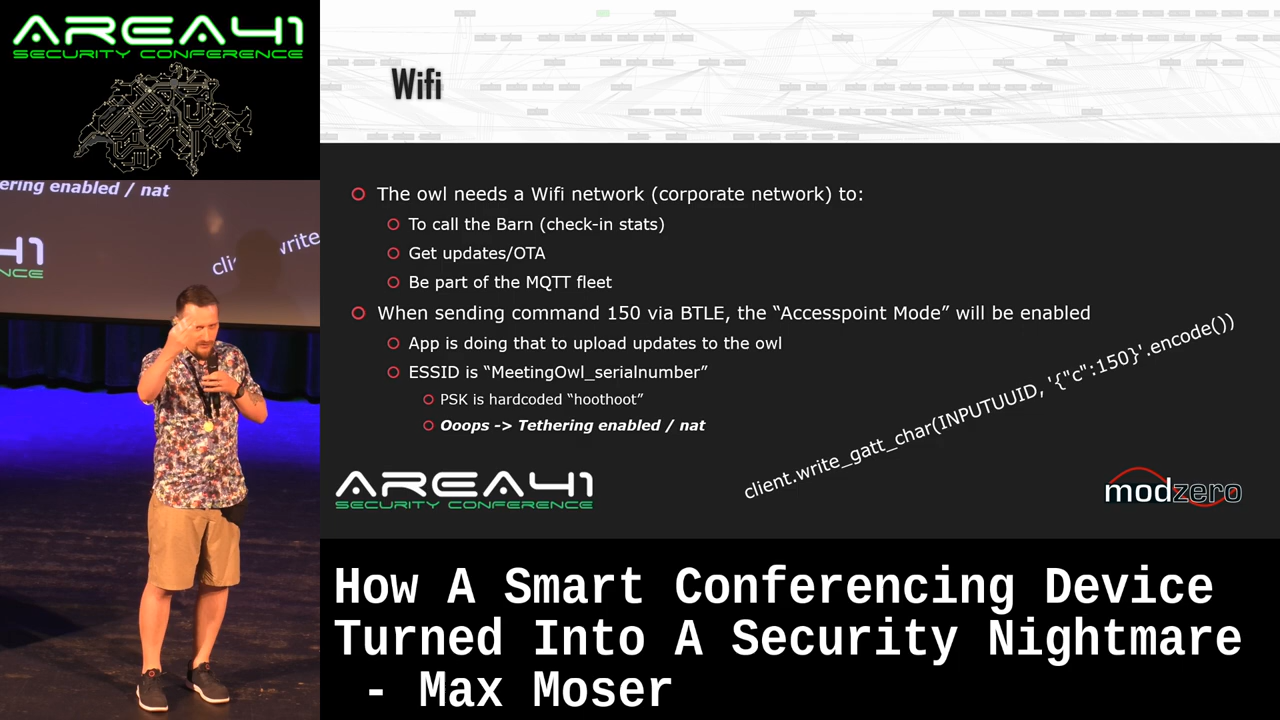 AREA41
SECURITY CONFERENCE
ering enabled / nat
41
NCE
write
Wifi
The owl needs a Wifi network (corporate network) to:
To call the Barn (check-in stats)
Get updates/OTA
Be part of the MQTT fleet
When sending command 150 via BTLE, the “Accesspoint Mode” will be enabled
App is doing that to upload updates to the owl
ESSID is “MeetingOwl_serialnumber”
PSK is hardcoded “hoothoot”
Ooops -> Tethering enabled / nat
client.write_gatt_char(INPUTUUID, '{"c":150}'.encode())
AREA41
SECURITY CONFERENCE
modzero
How A Smart Conferencing Device
Turned Into A Security Nightmare
- Max Moser